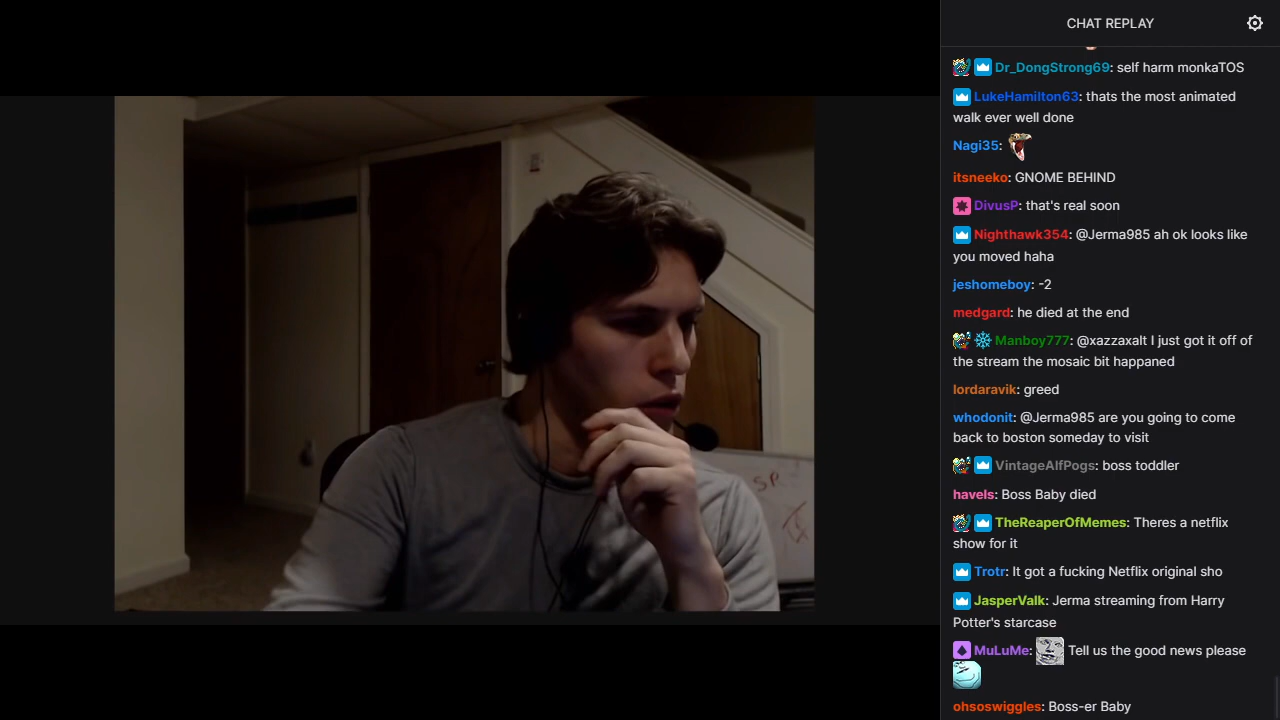 CHAT REPLAY
Dr_DongStrong69: self harm monkaTOS
LukeHamilton63: thats the most animated
walk ever well done
Nagi35:
itsneeko: GNOME BEHIND
DivusP: that's real soon
Nighthawk354: @Jerma985 ah ok looks like
you moved haha
jeshomeboy: -2
medgard: he died at the end
Manboy777: @xazzaxalt I just got it off of
the stream the mosaic bit happaned
lordaravik: greed
whodonit: @Jerma985 are you going to come
back to boston someday to visit
VintageAlfPogs: boss toddler
havels: Boss Baby died
TheReaperOfMemes: Theres a netflix
show for it
Trotr: It got a fucking Netflix original sho
JasperValk: Jerma streaming from Harry
Potter's starcase
MuLuMe: Tell us the good news please
ohsoswiggles: Boss-er Baby
SP